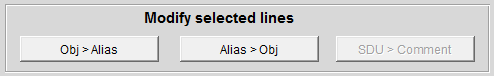 Modify selected lines
Obj > Alias Alias > Obj SDU > Comment